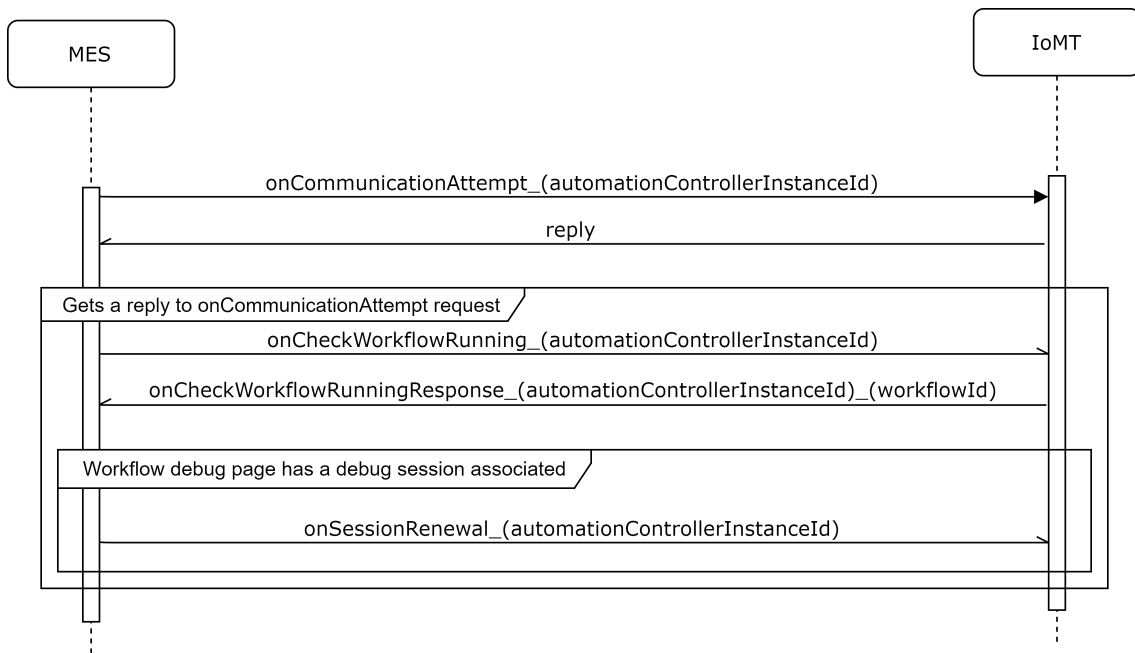 MES
IoMT
onCommunicationAttempt_(automationControllerInstanceId)
reply
Gets a reply to onCommunicationAttempt request
onCheckWorkflowRunning_(automationControllerInstanceId)
onCheckWorkflowRunningResponse_(automationControllerInstanceId)_(workflowId)
Workflow debug page has a debug session associated
onSessionRenewal_(automationControllerInstanceId)